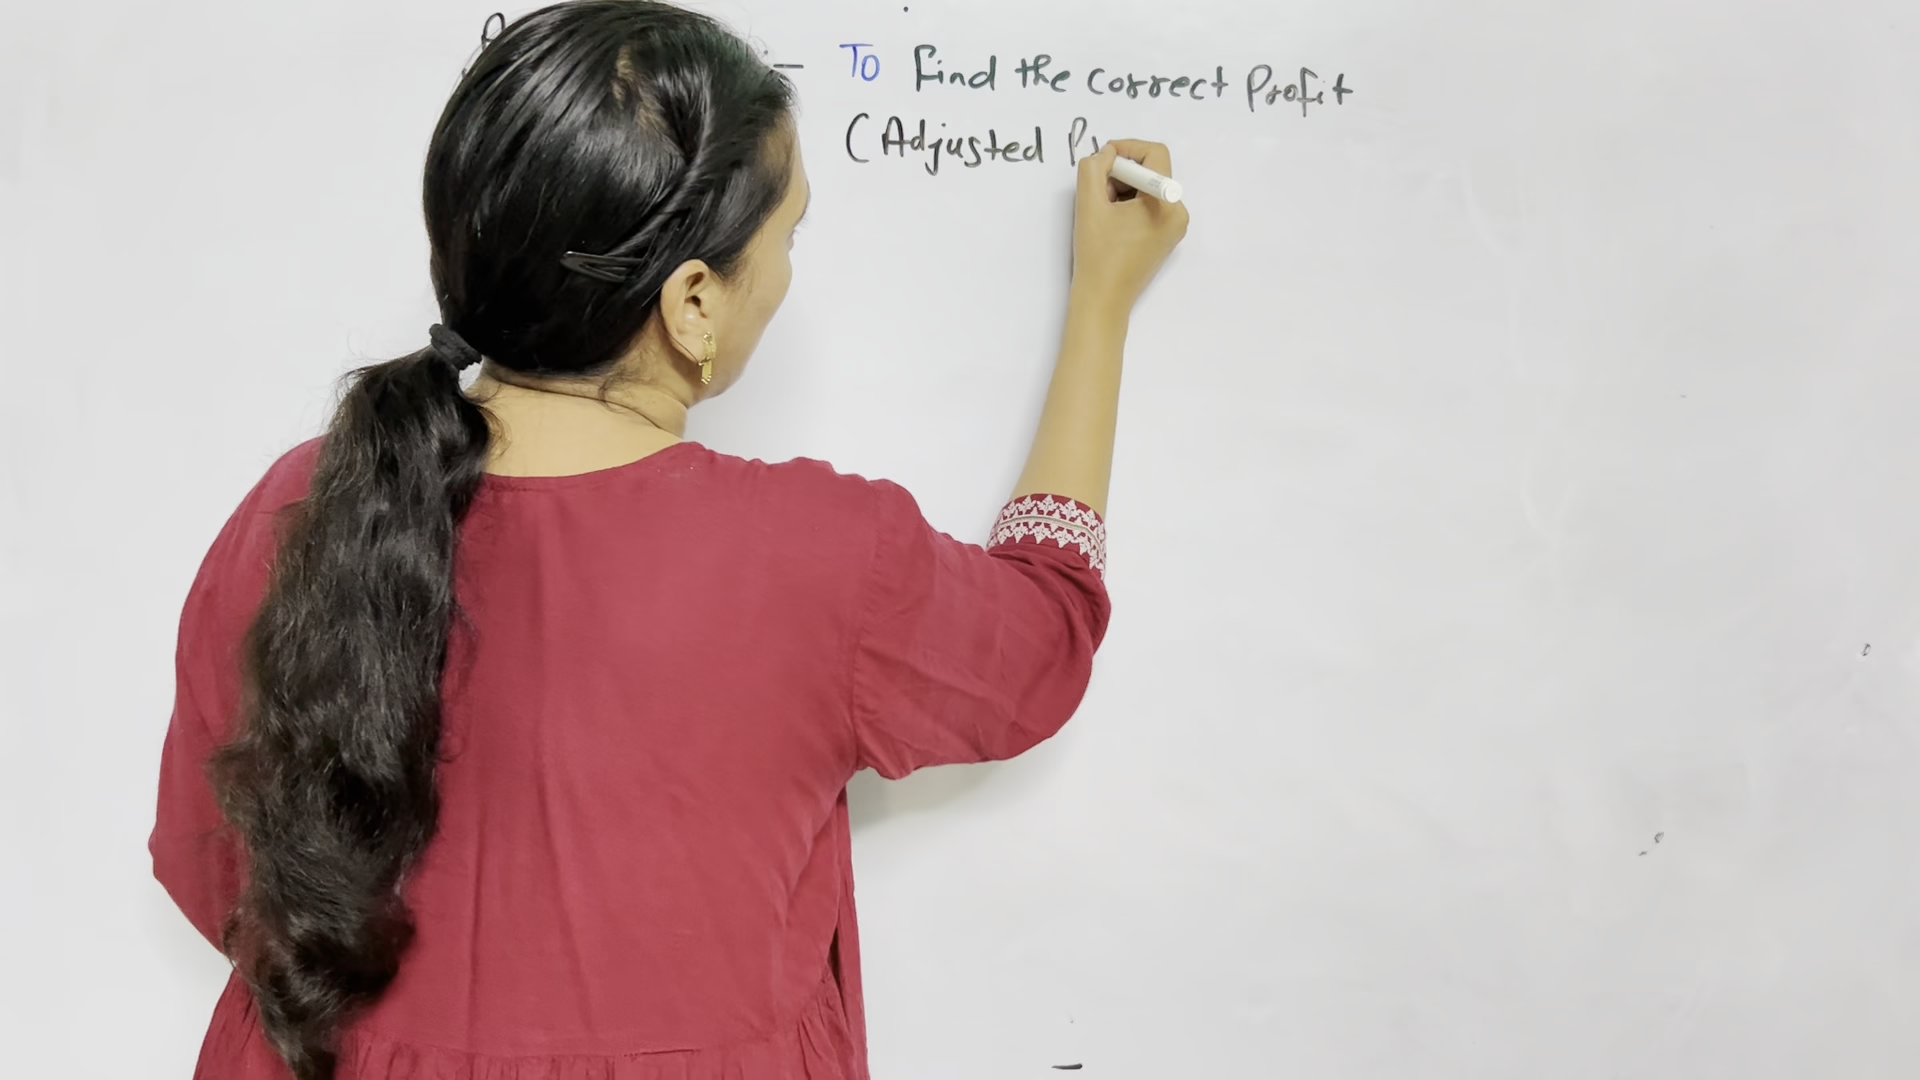 :- To Find the correct Profit
(Adjusted